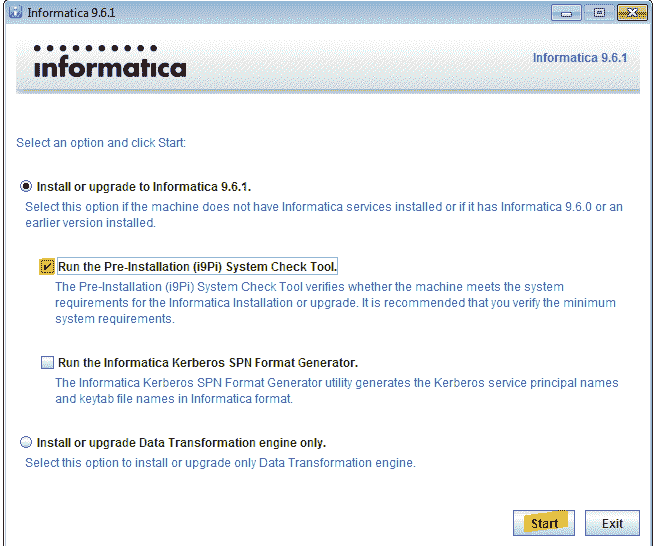 Informatica 9.6.1
informatica
Informatica 9.6.1
Select an option and click Start:
Install or upgrade to Informatica 9.6.1.
Select this option if the machine does not have Informatica services installed or if it has Informatica 9.6.0 or an
earlier version installed.
Run the Pre-Installation (i9Pi) System Check Tool.
The Pre-Installation (i9Pi) System Check Tool verifies whether the machine meets the system
requirements for the Informatica Installation or upgrade. It is recommended that you verify the minimum
system requirements.
Run the Informatica Kerberos SPN Format Generator.
The Informatica Kerberos SPN Format Generator utility generates the Kerberos service principal names
and keytab file names in Informatica format.
Install or upgrade Data Transformation engine only.
Select this option to install or upgrade only Data Transformation engine.
Start Exit